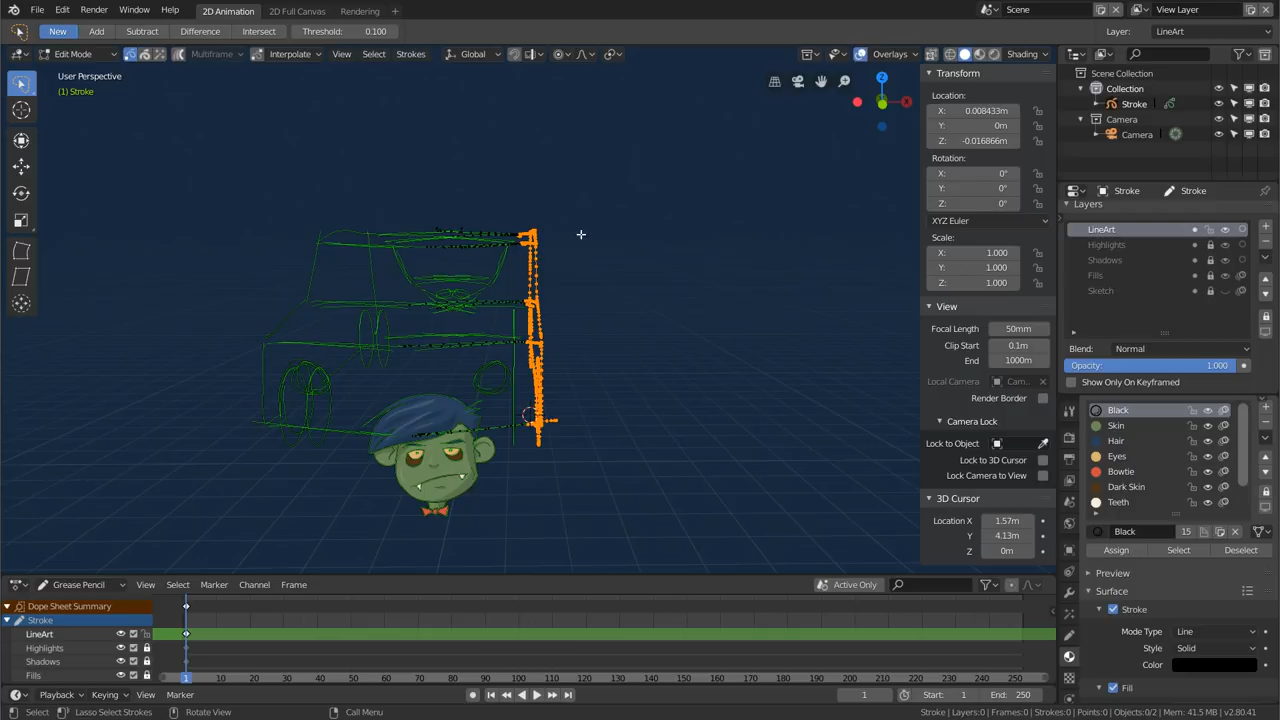 File Edit Render Window Help 2D Animation 2D Full Canvas Rendering + Scene View Layer
New Add Subtract Difference Intersect Threshold: 0.100 Layer: LineArt
Edit Mode Multiframe Interpolate View Select Strokes Global Overlays Shading
User Perspective
(1) Stroke
Z
X
Transform
Location:
X: 0.008433m
Y: 0m
Z: -0.016866m
Rotation:
X: 0°
Y: 0°
Z: 0°
XYZ Euler
Scale:
X: 1.000
Y: 1.000
Z: 1.000
View
Focal Length 50mm
Clip Start 0.1m
End 1000m
Local Camera Cam...
Render Border
Camera Lock
Lock to Object
Lock to 3D Cursor
Lock Camera to View
3D Cursor
Location X 1.57m
Y 4.13m
Z 0m
Scene Collection
Collection
Stroke
Camera
Camera
Stroke Stroke
Layers
LineArt
Highlights
Shadows
Fills
Sketch
Blend: Normal
Opacity: 1.000
Show Only On Keyframed
Black
Skin
Hair
Eyes
Bowtie
Dark Skin
Teeth
Black 15
Assign Select Deselect
Preview
Surface
Stroke
Mode Type Line
Style Solid
Color
Fill
Grease Pencil View Select Marker Channel Frame Active Only
Dope Sheet Summary
Stroke
LineArt
Highlights
Shadows
Fills
1 10 20 30 40 50 60 70 80 90 100 110 120 130 140 150 160 170 180 190 200 210 220 230 240 250
Playback Keying View Marker 1 Start: 1 End: 250
Select Lasso Select Strokes Rotate View Call Menu Stroke | Layers:0 | Frames:0 | Strokes:0 | Points:0 | Objects:0/2 | Mem: 41.5 MB | v2.80.41